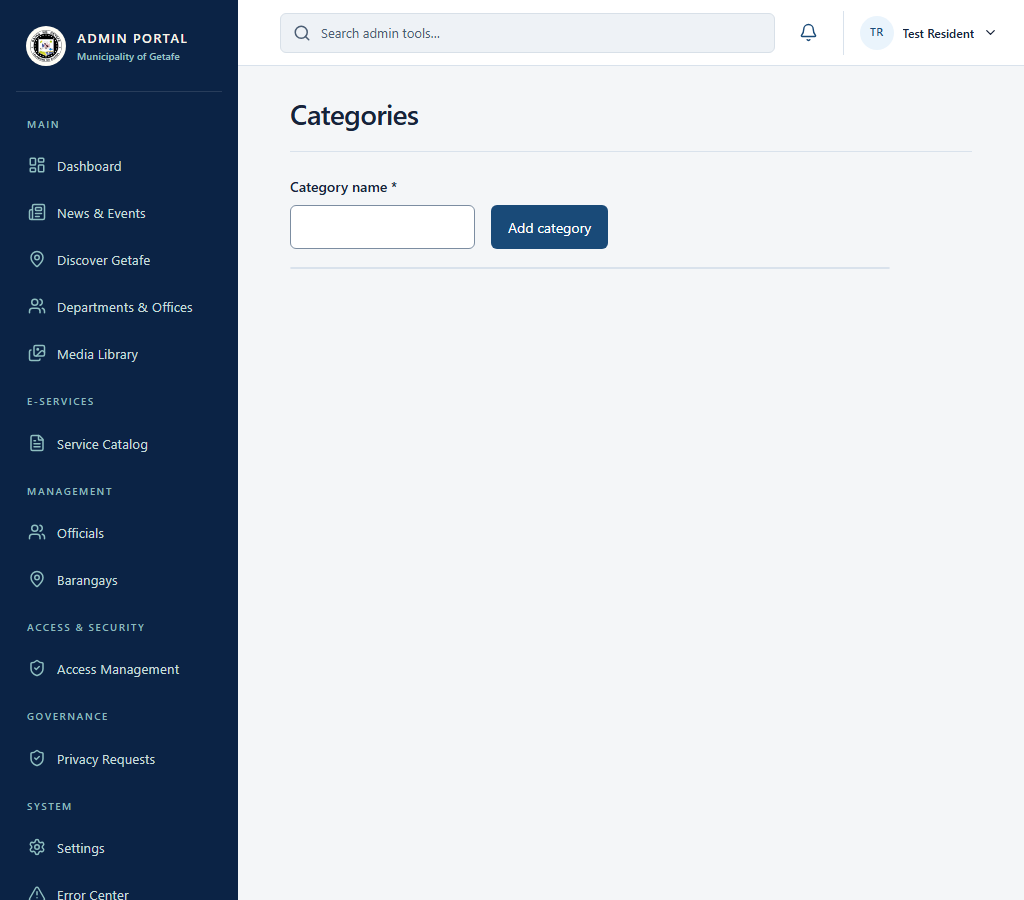 ADMIN PORTAL
Municipality of Getafe
Search admin tools...
TR
Test Resident
MAIN
Dashboard
News & Events
Discover Getafe
Departments & Offices
Media Library
E-SERVICES
Service Catalog
MANAGEMENT
Officials
Barangays
ACCESS & SECURITY
Access Management
GOVERNANCE
Privacy Requests
SYSTEM
Settings
Error Center
Categories
Category name *
Add category